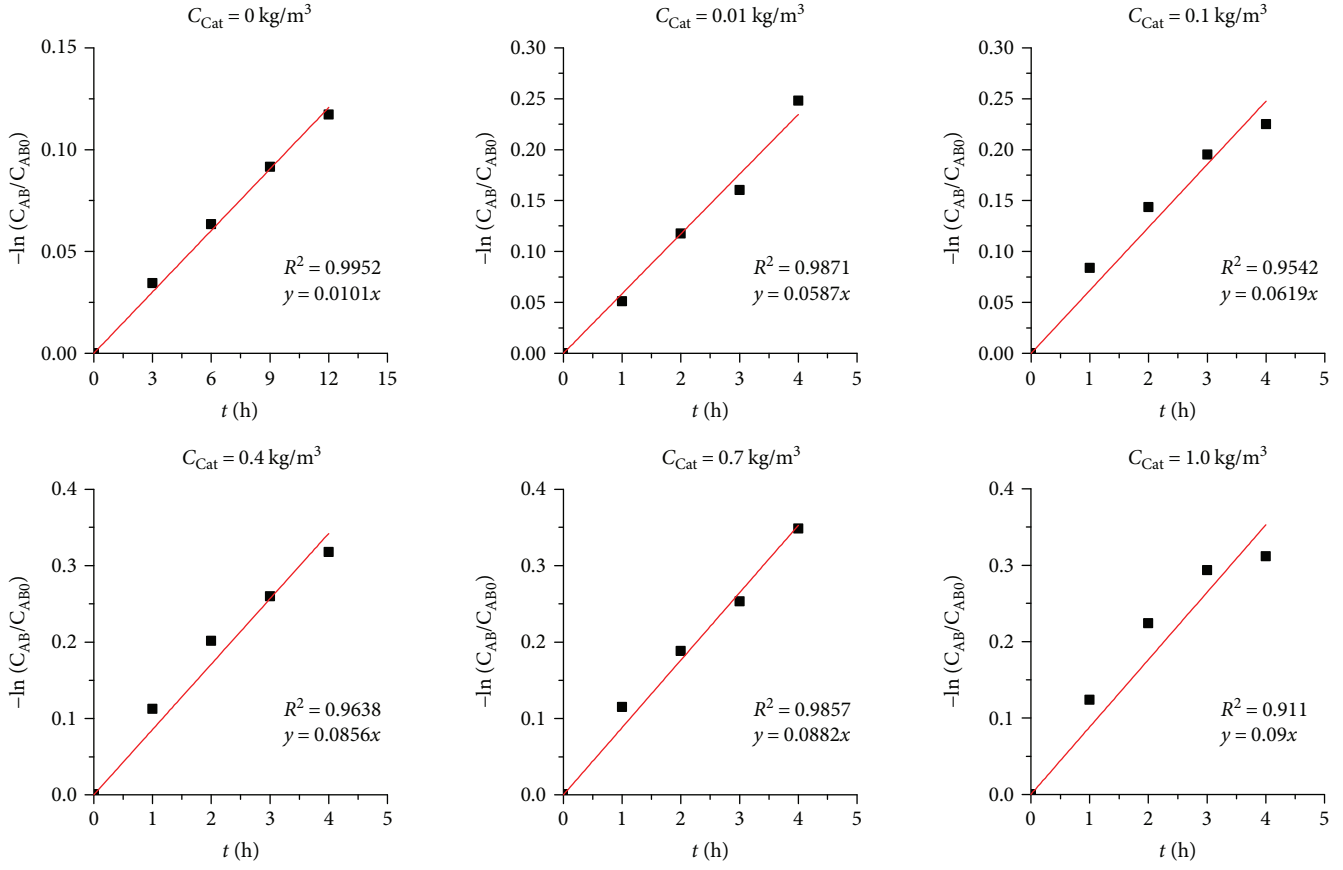 C_Cat = 0 kg/m³
0.15
0.10
0.05
0.00
−ln (C_AB/C_AB0)
R² = 0.9952
y = 0.0101x
0 3 6 9 12 15
t (h)
C_Cat = 0.01 kg/m³
0.30
0.25
0.20
0.15
0.10
0.05
0.00
−ln (C_AB/C_AB0)
R² = 0.9871
y = 0.0587x
0 1 2 3 4 5
t (h)
C_Cat = 0.1 kg/m³
0.30
0.25
0.20
0.15
0.10
0.05
0.00
−ln (C_AB/C_AB0)
R² = 0.9542
y = 0.0619x
0 1 2 3 4 5
t (h)
C_Cat = 0.4 kg/m³
0.4
0.3
0.2
0.1
0.0
−ln (C_AB/C_AB0)
R² = 0.9638
y = 0.0856x
0 1 2 3 4 5
t (h)
C_Cat = 0.7 kg/m³
0.4
0.3
0.2
0.1
0.0
−ln (C_AB/C_AB0)
R² = 0.9857
y = 0.0882x
0 1 2 3 4 5
t (h)
C_Cat = 1.0 kg/m³
0.4
0.3
0.2
0.1
0.0
−ln (C_AB/C_AB0)
R² = 0.911
y = 0.09x
0 1 2 3 4 5
t (h)